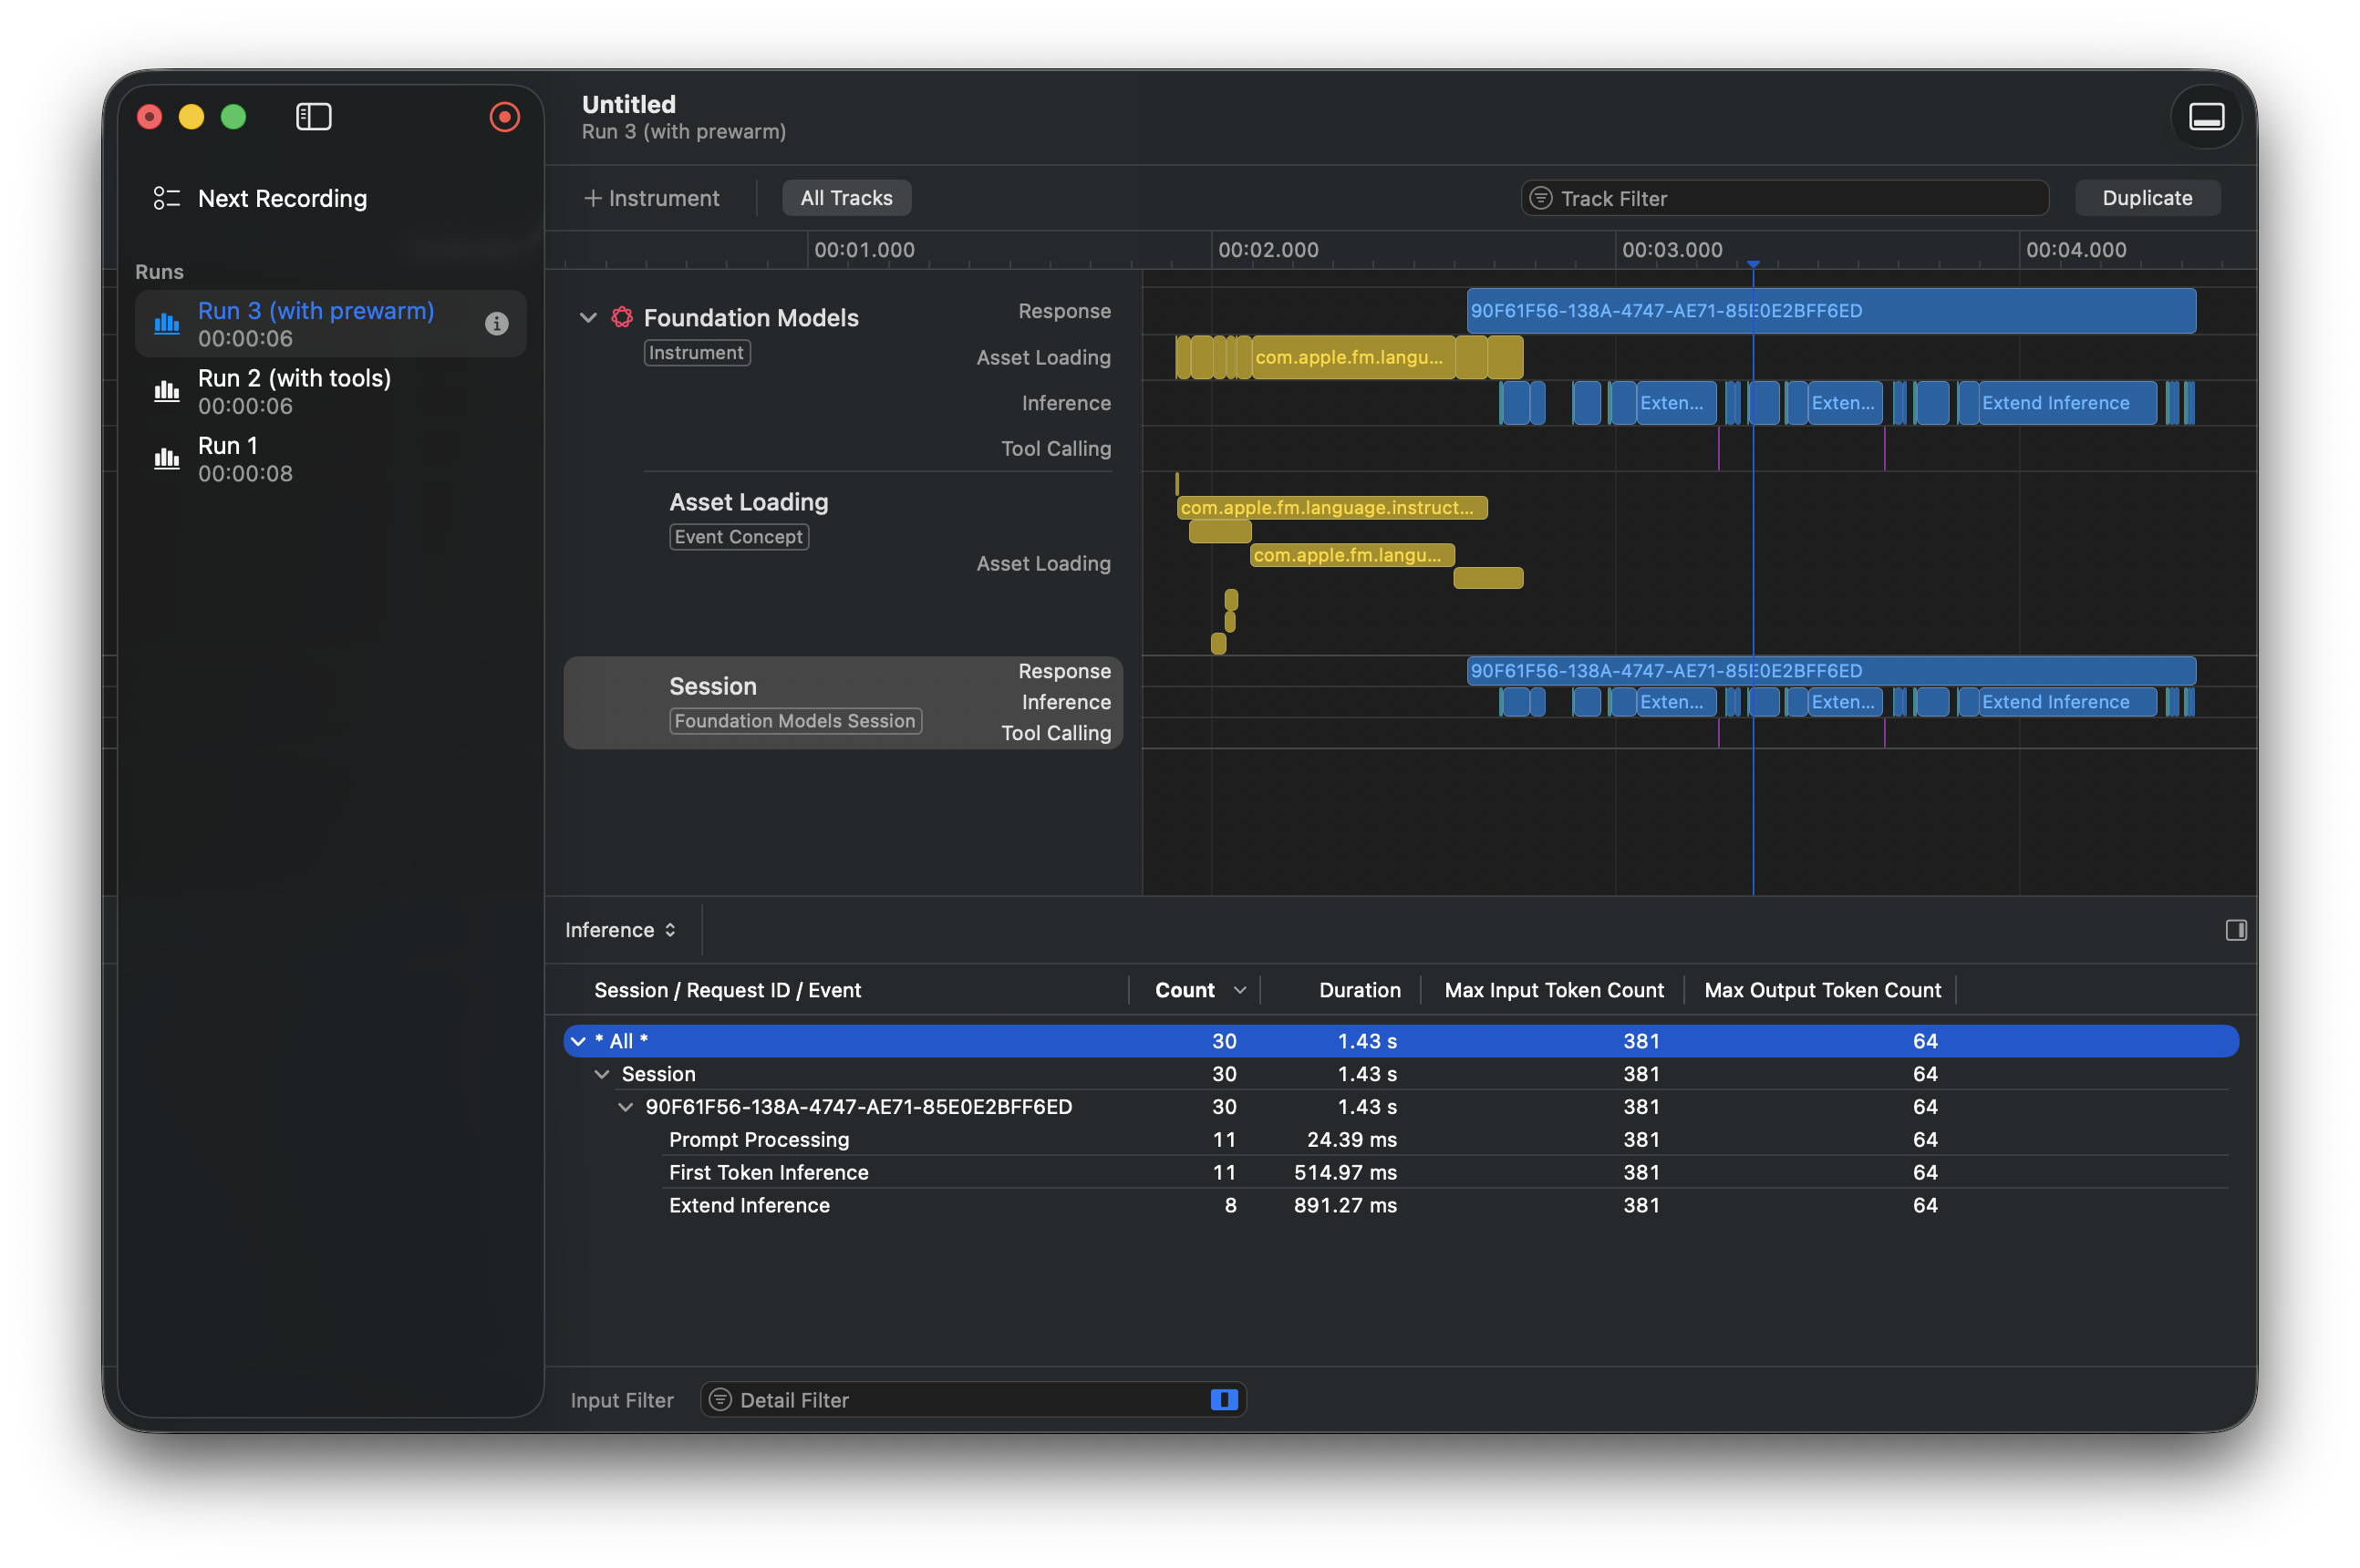 Untitled
Run 3 (with prewarm)
Next Recording
Runs
Run 3 (with prewarm)
00:00:06
Run 2 (with tools)
00:00:06
Run 1
00:00:08
+ Instrument
All Tracks
Track Filter
Duplicate
00:01.000
00:02.000
00:03.000
00:04.000
Foundation Models
Instrument
Response
90F61F56-138A-4747-AE71-85E0E2BFF6ED
Asset Loading
com.apple.fm.langu...
Inference
Exten...
Exten...
Extend Inference
Tool Calling
Asset Loading
Event Concept
Asset Loading
com.apple.fm.language.instruct...
com.apple.fm.langu...
Session
Foundation Models Session
Response
90F61F56-138A-4747-AE71-85E0E2BFF6ED
Inference
Exten...
Exten...
Extend Inference
Tool Calling
Inference
Session / Request ID / Event Count Duration Max Input Token Count Max Output Token Count
* All * 30 1.43 s 381 64
Session 30 1.43 s 381 64
90F61F56-138A-4747-AE71-85E0E2BFF6ED 30 1.43 s 381 64
Prompt Processing 11 24.39 ms 381 64
First Token Inference 11 514.97 ms 381 64
Extend Inference 8 891.27 ms 381 64
Input Filter
Detail Filter